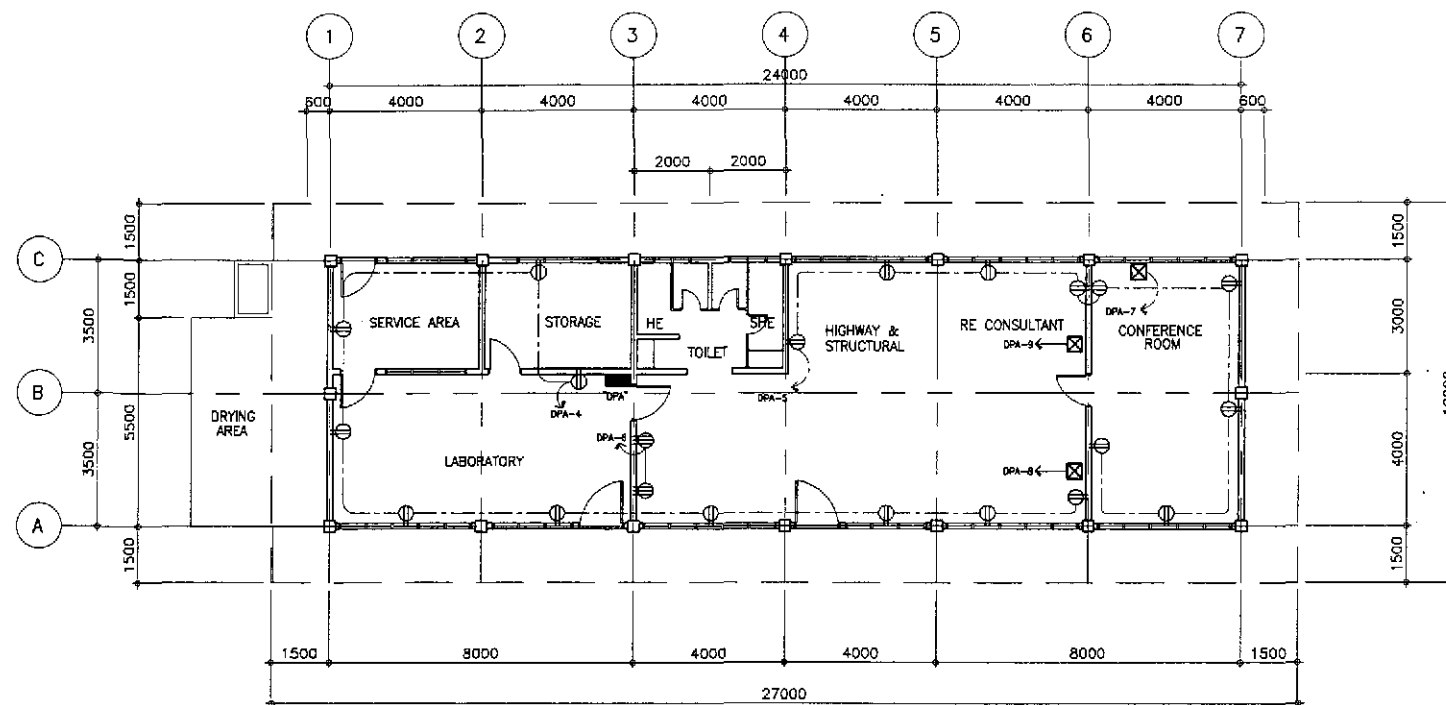 1 2 3 4 5 6 7
24000
600 4000 4000 4000 4000 4000 4000 600
2000 2000
1500
1500
C
1500
3500
3000
SERVICE AREA
STORAGE
HE
SHE
TOILET
HIGHWAY &
STRUCTURAL
RE CONSULTANT
DPA-7
CONFERENCE
ROOM
DPA-9
B
"DPA"
DPA-4
DPA-5
DRYING
AREA
DPA-6
5500
3500
4000
LABORATORY
DPA-8
A
1500
1500
1500 8000 4000 4000 8000 1500
27000